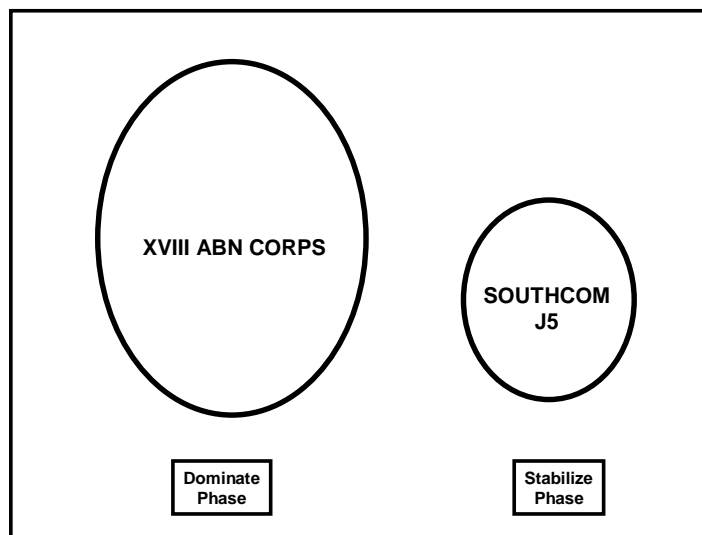 XVIII ABN CORPS
SOUTHCOM
J5
Dominate
Phase
Stabilize
Phase